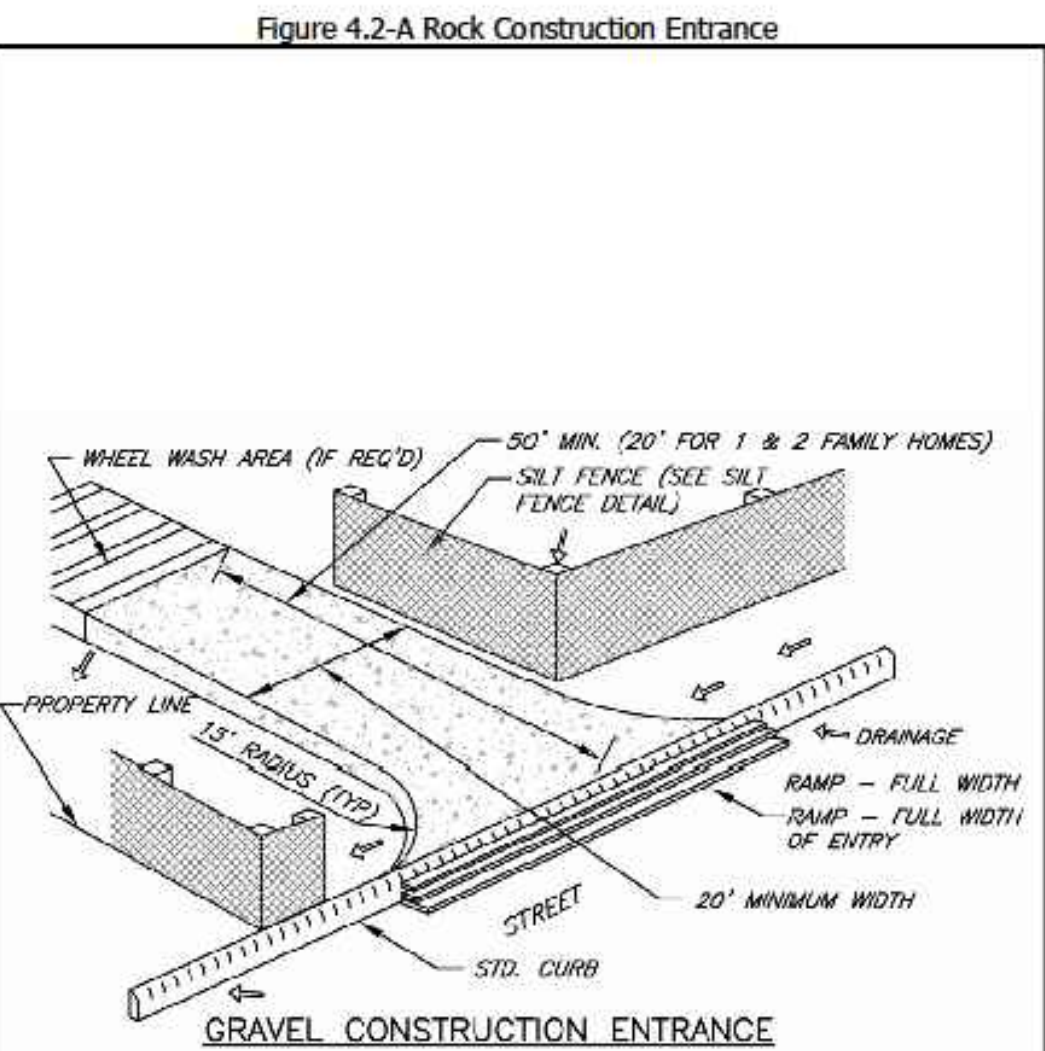 Figure 4.2-A Rock Construction Entrance
WHEEL WASH AREA (IF REQ'D)
50' MIN. (20' FOR 1 & 2 FAMILY HOMES)
SILT FENCE (SEE SILT
FENCE DETAIL)
PROPERTY LINE
15' RADIUS (TYP)
DRAINAGE
RAMP – FULL WIDTH
RAMP – FULL WIDTH
OF ENTRY
20' MINIMUM WIDTH
STREET
STD. CURB
GRAVEL CONSTRUCTION ENTRANCE